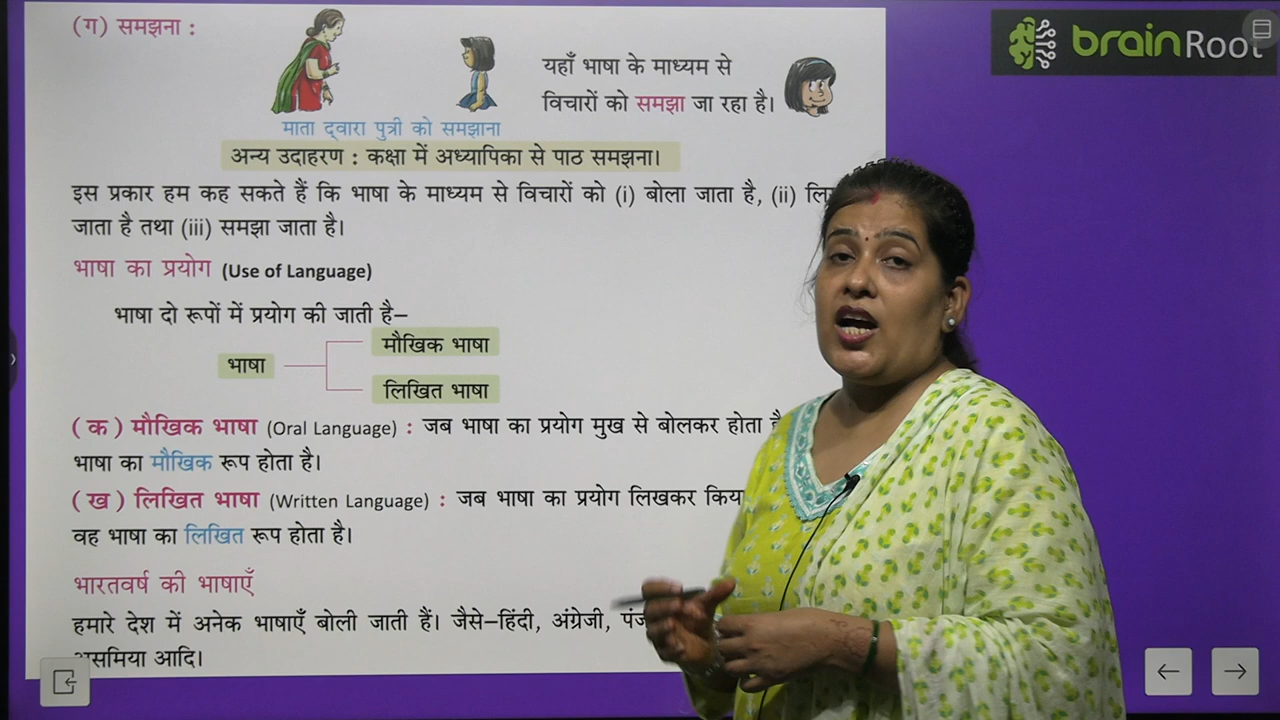 (ग) समझना :
brainRoot
यहाँ भाषा के माध्यम से
विचारों को समझा जा रहा है।
माता द्वारा पुत्री को समझाना
अन्य उदाहरण : कक्षा में अध्यापिका से पाठ समझना।
इस प्रकार हम कह सकते हैं कि भाषा के माध्यम से विचारों को (i) बोला जाता है, (ii)
जाता है तथा (iii) समझा जाता है।
भाषा का प्रयोग (Use of Language)
भाषा दो रूपों में प्रयोग की जाती है–
मौखिक भाषा
भाषा
लिखित भाषा
(क) मौखिक भाषा (Oral Language) : जब भाषा का प्रयोग मुख से बोलकर होता
भाषा का मौखिक रूप होता है।
(ख) लिखित भाषा (Written Language) : जब भाषा का प्रयोग लिखकर
वह भाषा का लिखित रूप होता है।
भारतवर्ष की भाषाएँ
हमारे देश में अनेक भाषाएँ बोली जाती हैं। जैसे–हिंदी, अंग्रेजी,
असमिया आदि।